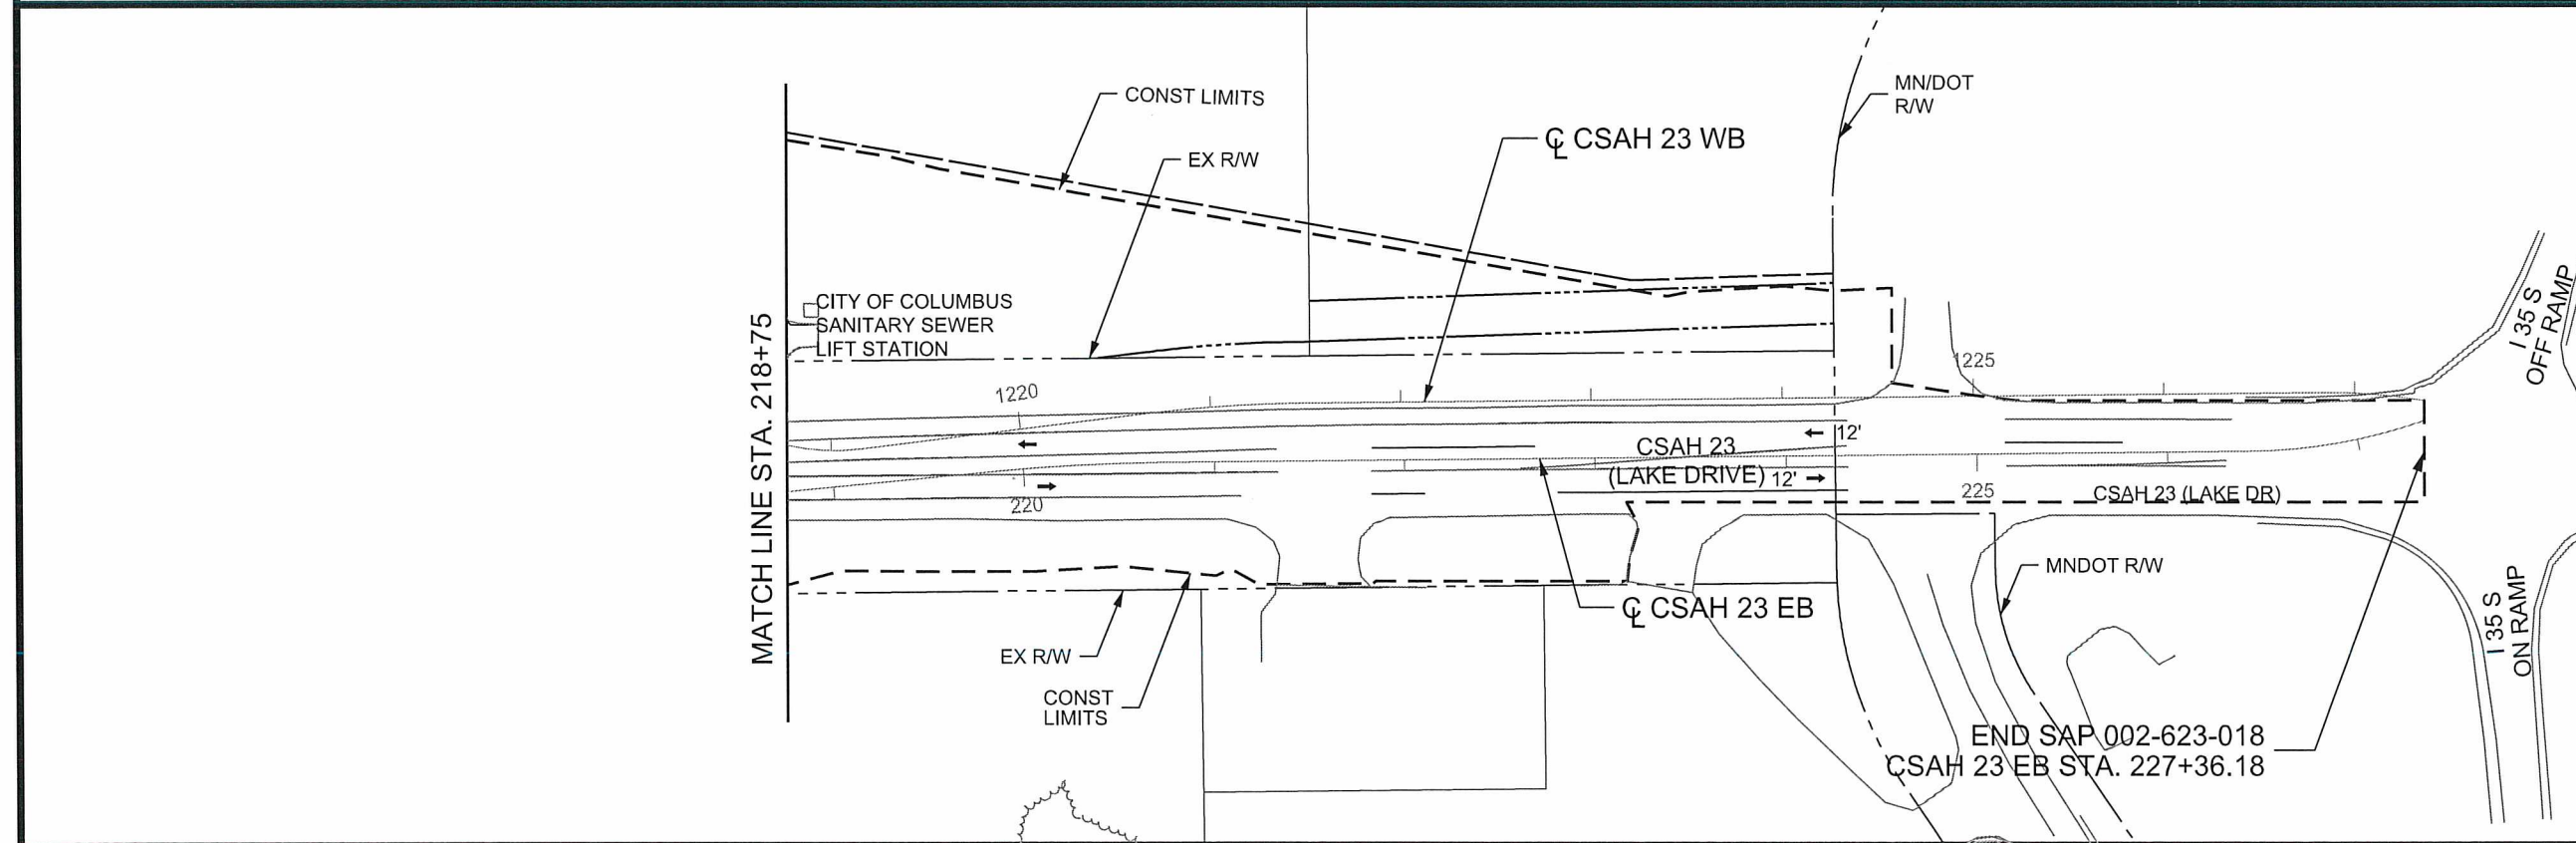 CONST LIMITS
MN/DOT
R/W
℄ CSAH 23 WB
EX R/W
CITY OF COLUMBUS
SANITARY SEWER
LIFT STATION
MATCH LINE STA. 218+75
I 35 S
OFF RAMP
1225
1220
12'
CSAH 23
(LAKE DRIVE)
12'
220
225
CSAH 23 (LAKE DR)
MNDOT R/W
℄ CSAH 23 EB
I 35 S
ON RAMP
EX R/W
CONST
LIMITS
END SAP 002-623-018
CSAH 23 EB STA. 227+36.18